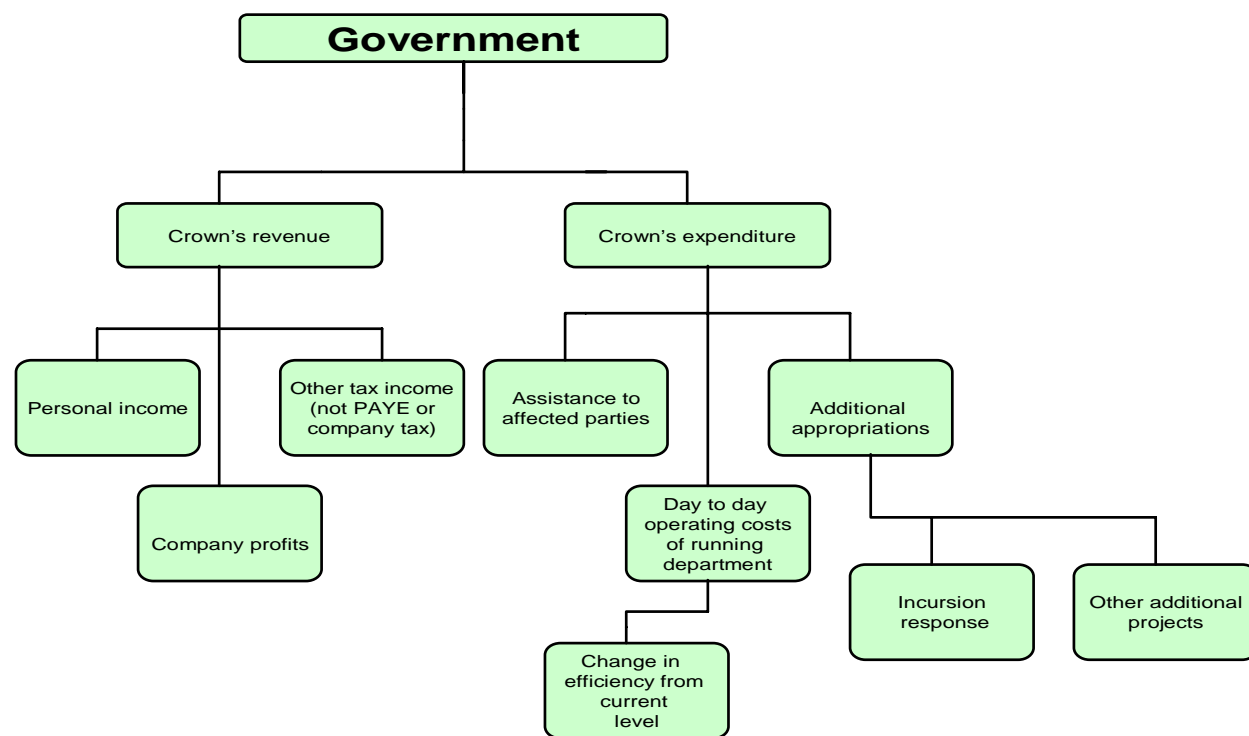 Government
Crown’s revenue
Crown’s expenditure
Personal income
Other tax income
(not PAYE or
company tax)
Assistance to
affected parties
Additional
appropriations
Company profits
Day to day
operating costs
of running
department
Incursion
response
Other additional
projects
Change in
efficiency from
current
level